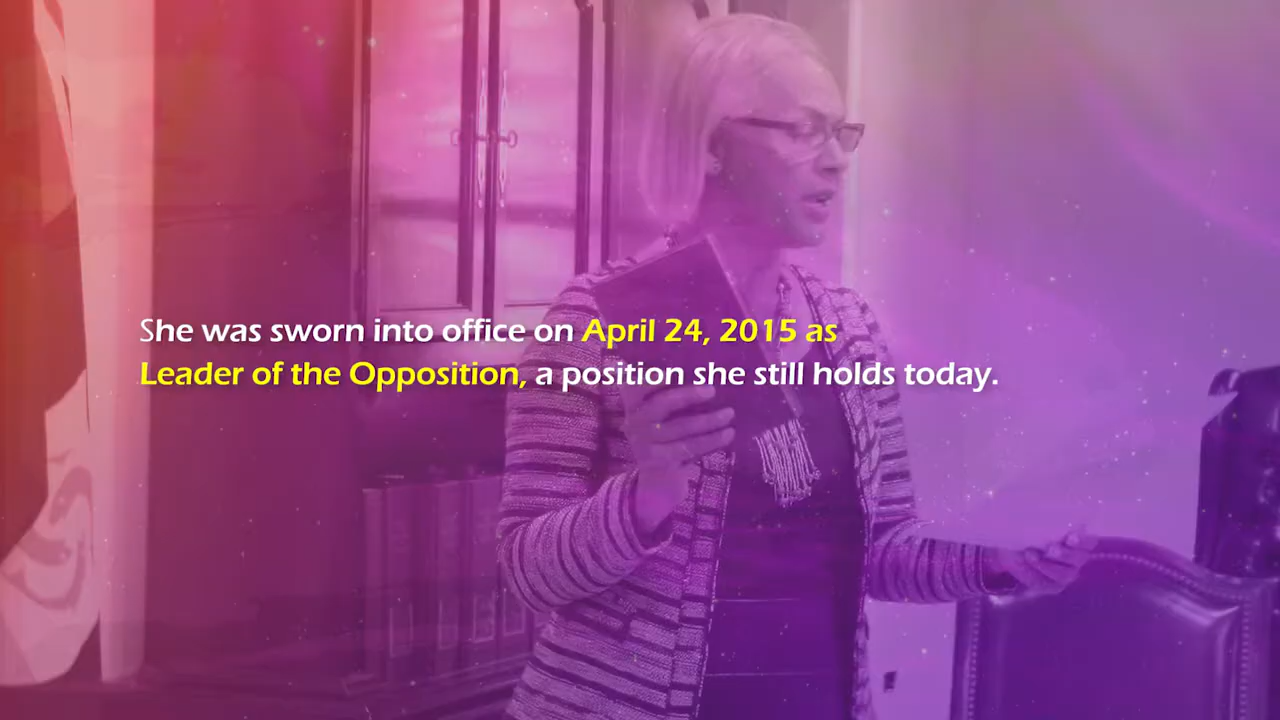 She was sworn into office on April 24, 2015 as
Leader of the Opposition, a position she still holds today.